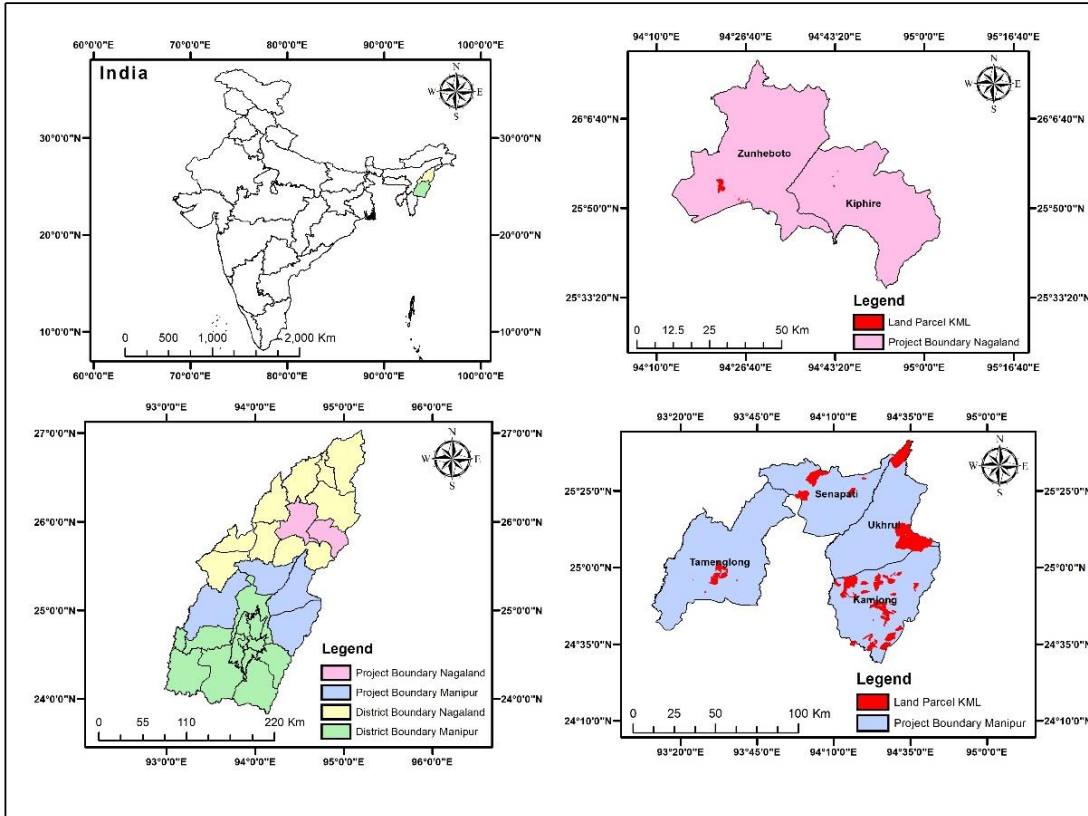 60°0'0"E 70°0'0"E 80°0'0"E 90°0'0"E 100°0'0"E
India
N
W E
S
30°0'0"N 30°0'0"N
20°0'0"N 20°0'0"N
10°0'0"N 10°0'0"N
0 500 1,000 2,000 Km
60°0'0"E 70°0'0"E 80°0'0"E 90°0'0"E 100°0'0"E
94°10'0"E 94°26'40"E 94°43'20"E 95°0'0"E 95°16'40"E
N
W E
S
26°6'40"N 26°6'40"N
Zunheboto
25°50'0"N 25°50'0"N
Kiphire
25°33'20"N 25°33'20"N
Legend
Land Parcel KML
Project Boundary Nagaland
0 12.5 25 50 Km
94°10'0"E 94°26'40"E 94°43'20"E 95°0'0"E 95°16'40"E
93°0'0"E 94°0'0"E 95°0'0"E 96°0'0"E
27°0'0"N 27°0'0"N
N
W E
S
26°0'0"N 26°0'0"N
25°0'0"N 25°0'0"N
Legend
Project Boundary Nagaland
Project Boundary Manipur
District Boundary Nagaland
District Boundary Manipur
24°0'0"N 24°0'0"N
0 55 110 220 Km
93°0'0"E 94°0'0"E 95°0'0"E 96°0'0"E
93°20'0"E 93°45'0"E 94°10'0"E 94°35'0"E 95°0'0"E
N
W E
S
25°25'0"N 25°25'0"N
Senapati
Ukhrul
Tamenglong
25°0'0"N 25°0'0"N
Kamjong
24°35'0"N 24°35'0"N
Legend
Land Parcel KML
Project Boundary Manipur
24°10'0"N 24°10'0"N
0 25 50 100 Km
93°20'0"E 93°45'0"E 94°10'0"E 94°35'0"E 95°0'0"E